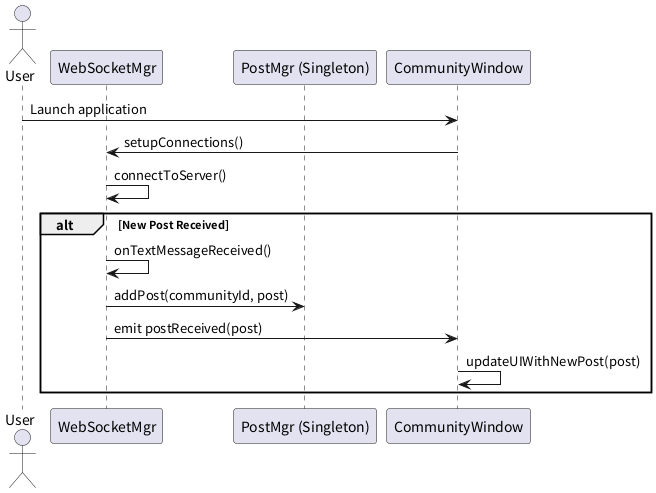 User
WebSocketMgr
PostMgr (Singleton)
CommunityWindow
Launch application
setupConnections()
connectToServer()
alt
[New Post Received]
onTextMessageReceived()
addPost(communityId, post)
emit postReceived(post)
updateUIWithNewPost(post)
User
WebSocketMgr
PostMgr (Singleton)
CommunityWindow